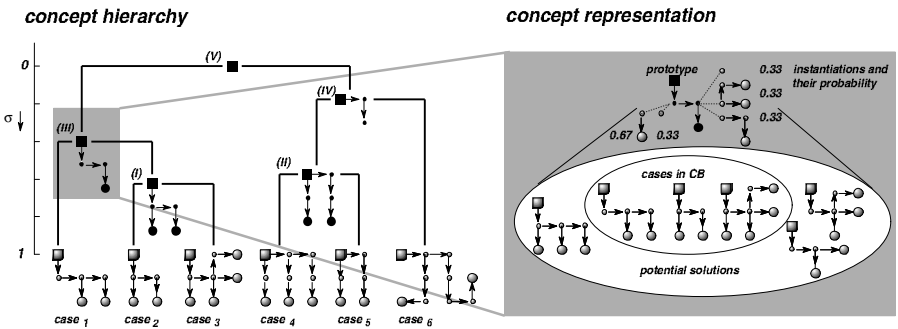 concept hierarchy
concept representation
0
σ
1
(V)
(IV)
(III)
(II)
(I)
case 1
case 2
case 3
case 4
case 5
case 6
prototype
0.33
instantiations and
their probability
0.33
0.33
0.67
0.33
cases in CB
potential solutions